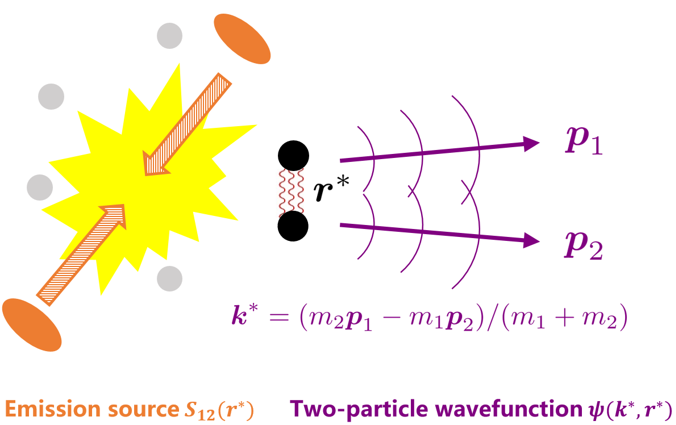 p₁
r*
p₂
k* = (m₂p₁ − m₁p₂)/(m₁ + m₂)
Emission source S₁₂(r*) Two-particle wavefunction ψ(k*, r*)